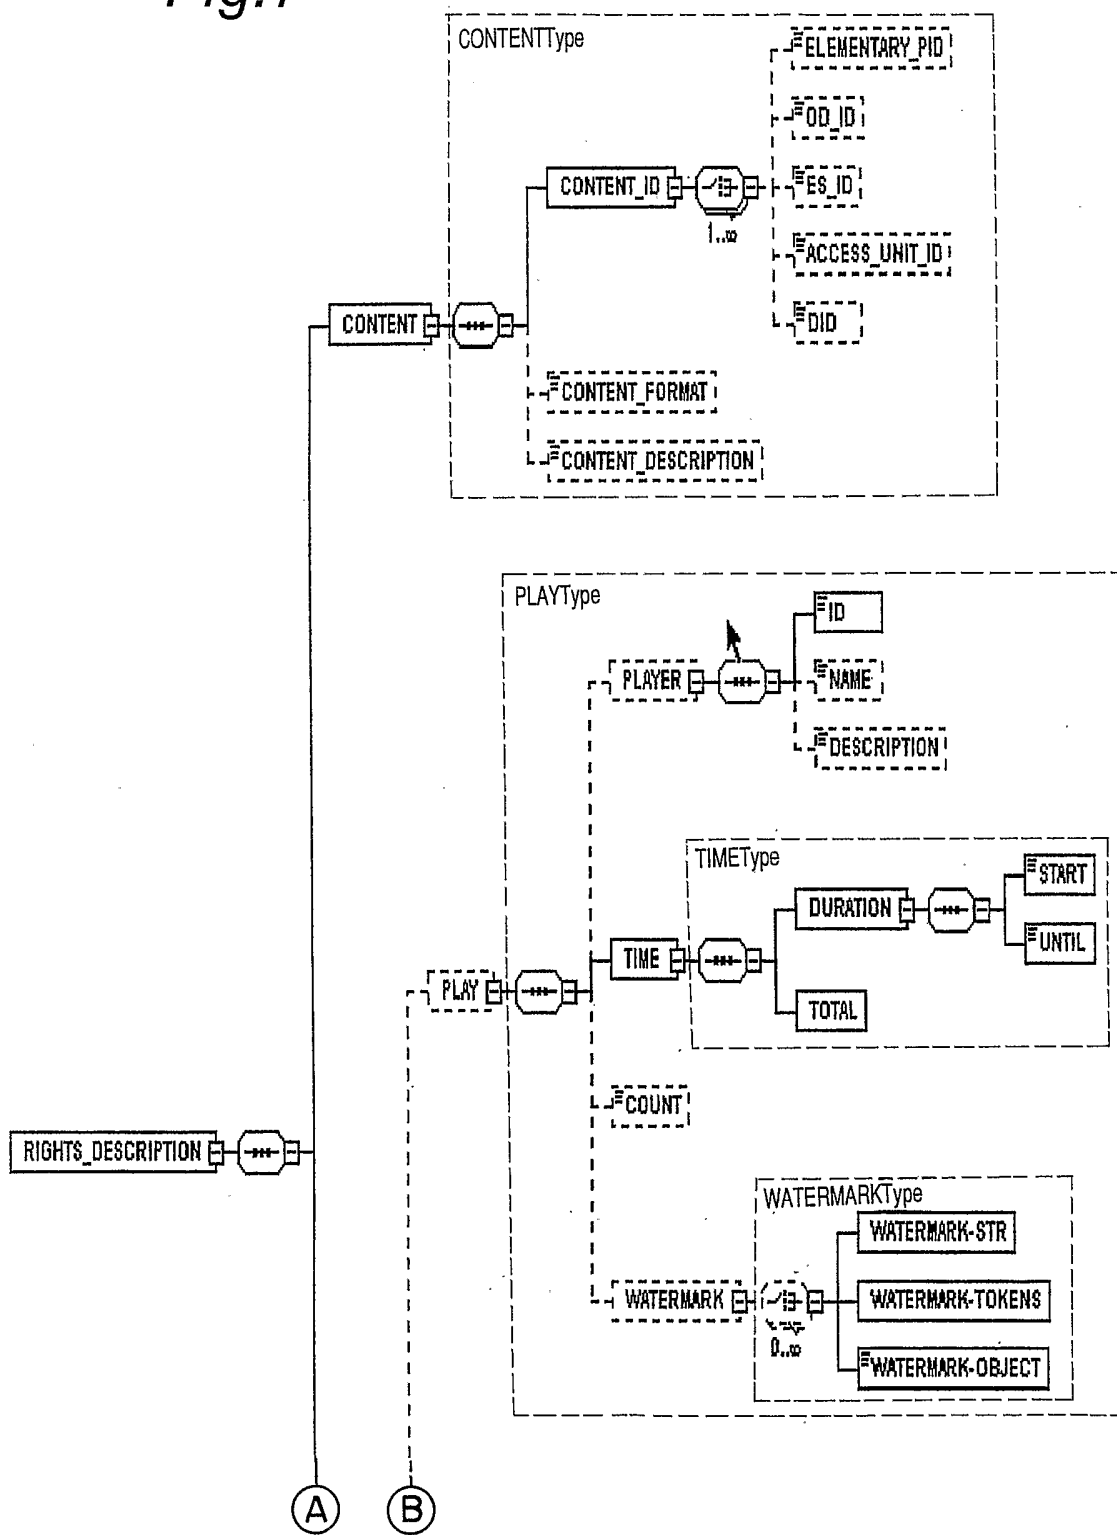 CONTENTType
ELEMENTARY_PID
OD_ID
CONTENT_ID
ES_ID
1..∞
ACCESS_UNIT_ID
CONTENT
DID
CONTENT_FORMAT
CONTENT_DESCRIPTION
PLAYType
ID
PLAYER
NAME
DESCRIPTION
TIMEType
START
DURATION
UNTIL
TIME
PLAY
TOTAL
COUNT
RIGHTS_DESCRIPTION
WATERMARKType
WATERMARK-STR
WATERMARK
WATERMARK-TOKENS
0..∞
WATERMARK-OBJECT
A B